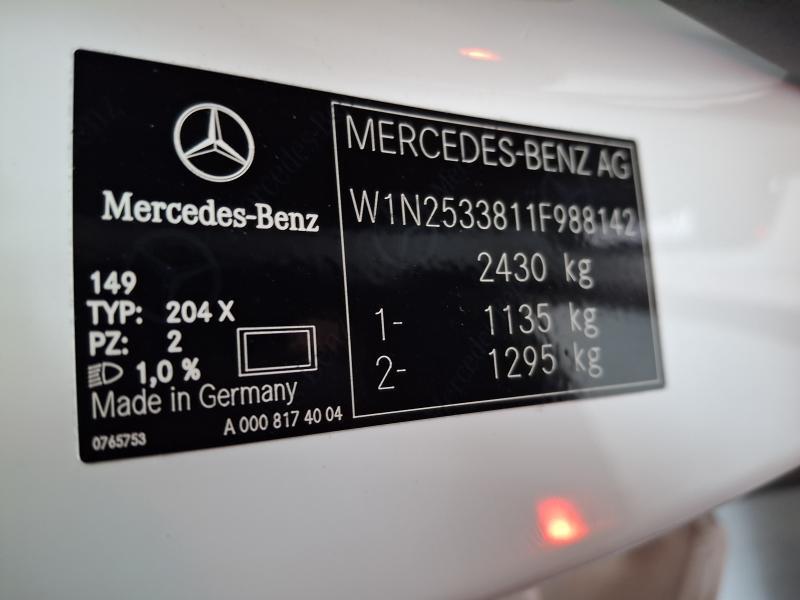 Mercedes-Benz
149
TYP: 204 X
PZ: 2
1,0 %
Made in Germany
A 000 817 40 04
0765753
MERCEDES-BENZ AG
W1N2533811F988142
2430 kg
1- 1135 kg
2- 1295 kg